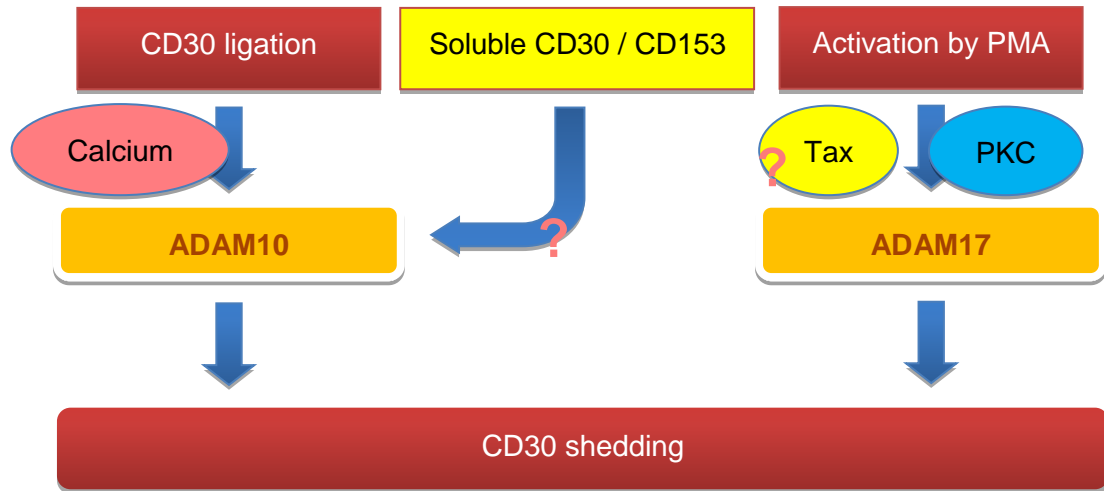 CD30 ligation
Soluble CD30 / CD153
Activation by PMA
Calcium
?
Tax
PKC
ADAM10
?
ADAM17
CD30 shedding